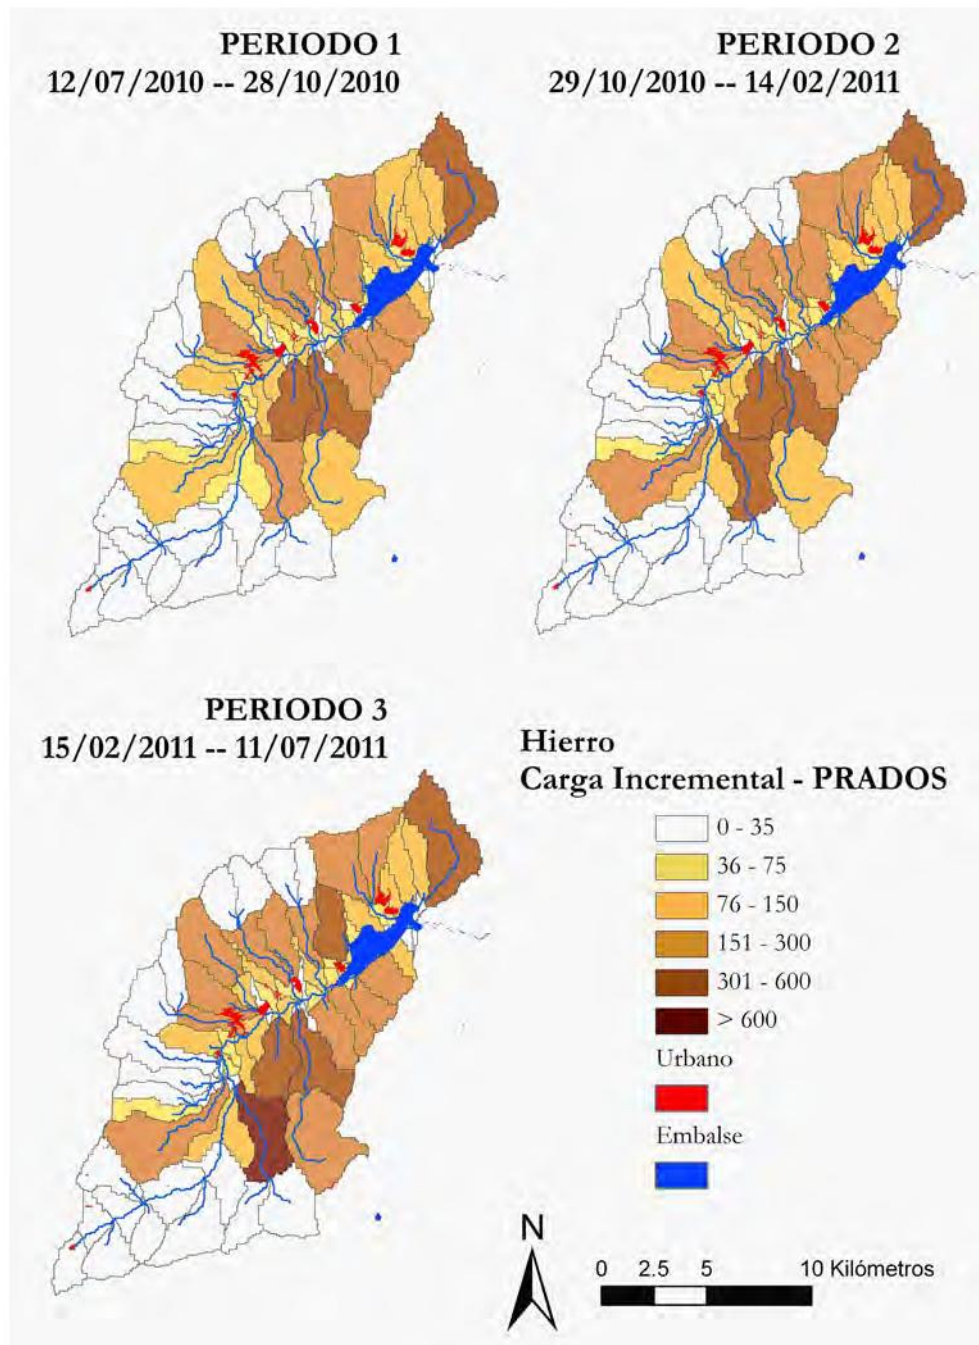 PERIODO 1
12/07/2010 -- 28/10/2010
PERIODO 2
29/10/2010 -- 14/02/2011
PERIODO 3
15/02/2011 -- 11/07/2011
Hierro
Carga Incremental - PRADOS
0 - 35
36 - 75
76 - 150
151 - 300
301 - 600
> 600
Urbano
Embalse
N
0 2.5 5 10 Kilómetros